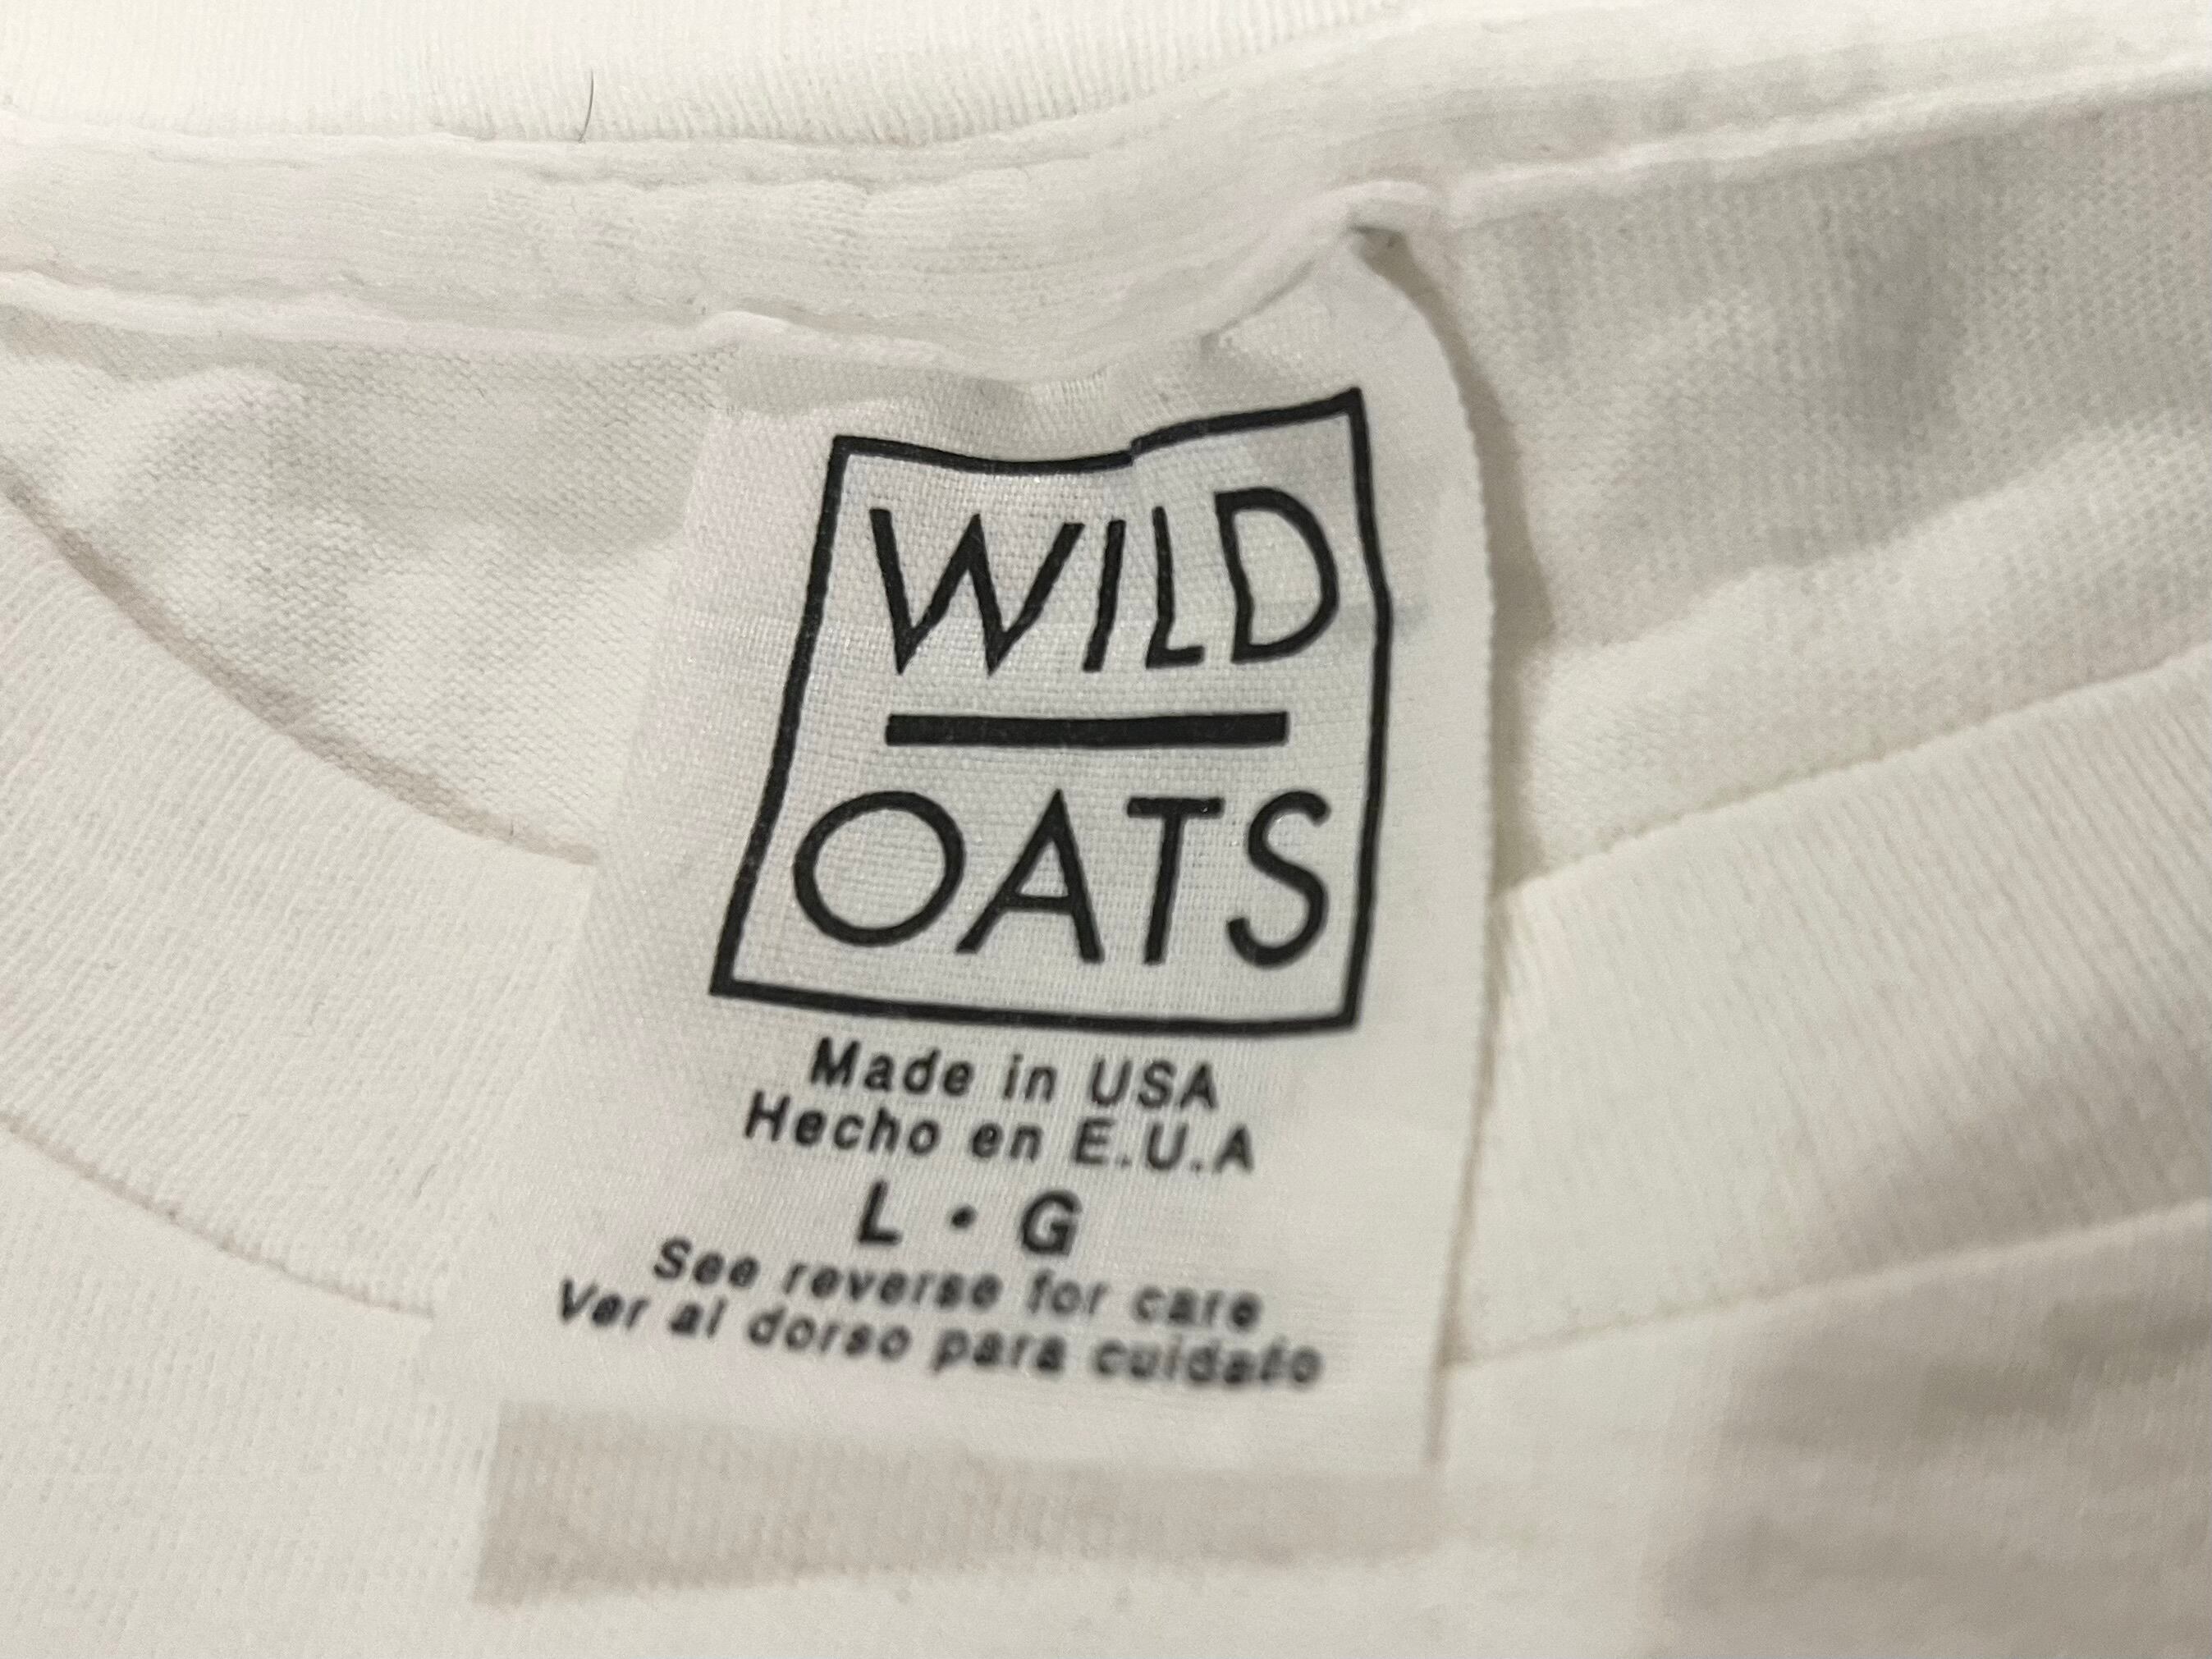 WILD
OATS
Made in USA
Hecho en E.U.A
L • G
See reverse for care
Ver al dorso para cuidado